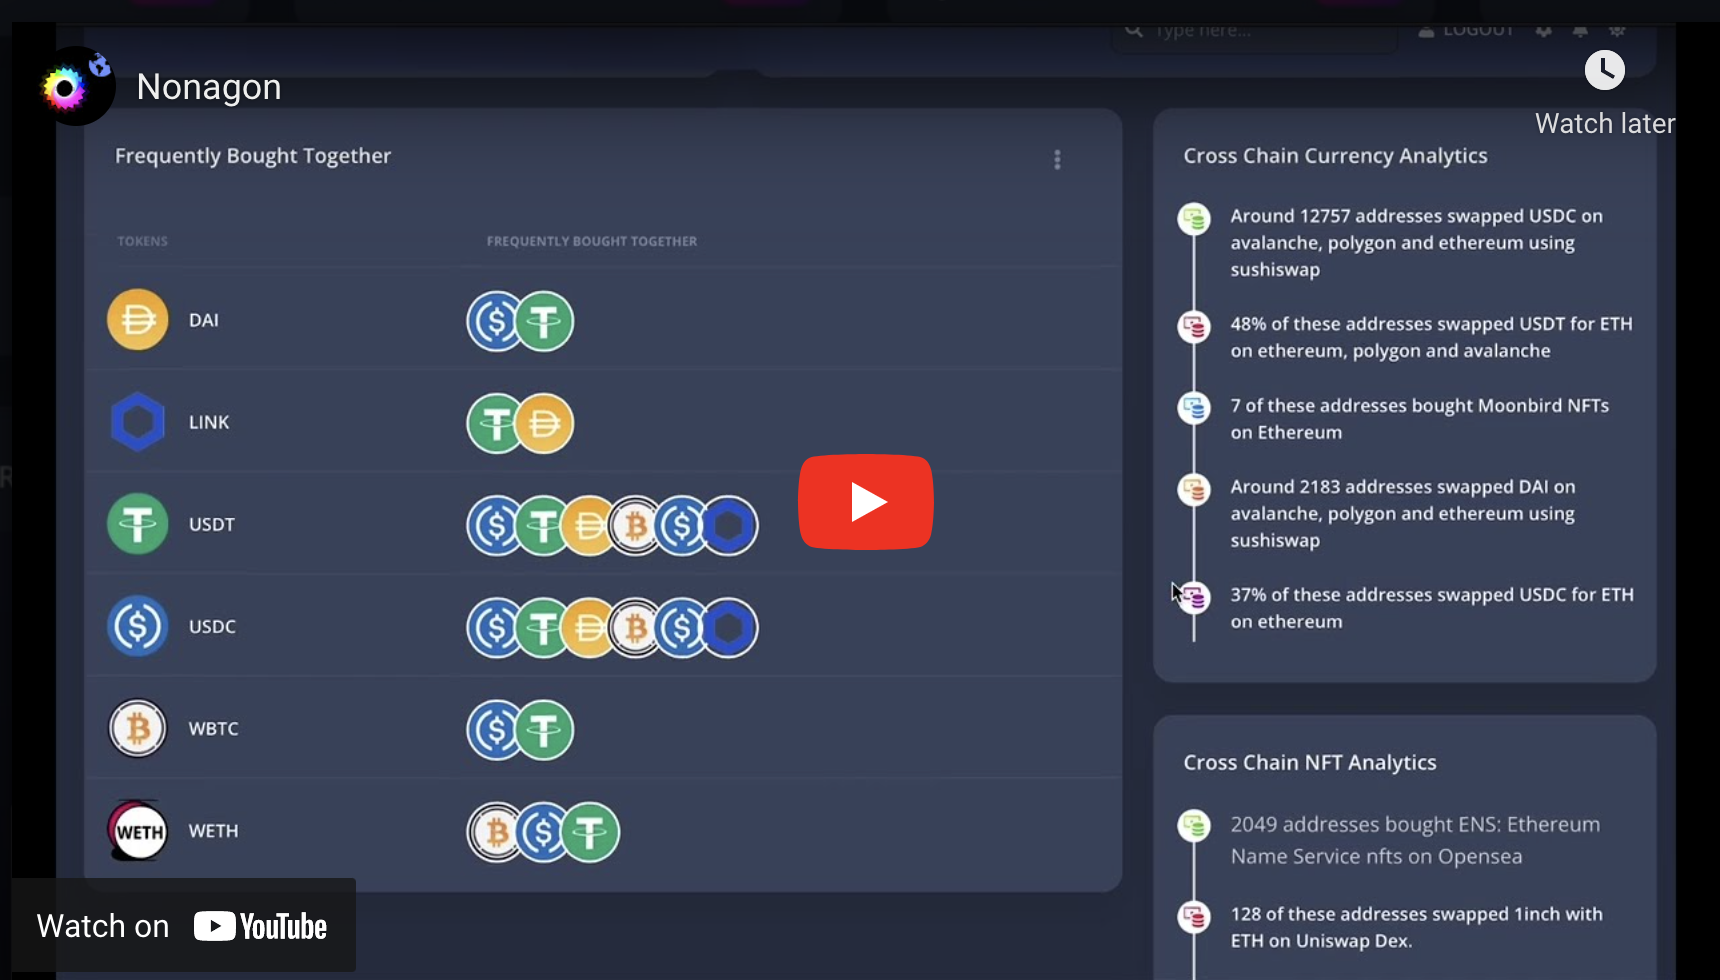 Type here...
LOGOUT
Nonagon
Watch later
Frequently Bought Together
TOKENS
FREQUENTLY BOUGHT TOGETHER
DAI
LINK
USDT
USDC
WBTC
WETH
WETH
Cross Chain Currency Analytics
Around 12757 addresses swapped USDC on
avalanche, polygon and ethereum using
sushiswap
48% of these addresses swapped USDT for ETH
on ethereum, polygon and avalanche
7 of these addresses bought Moonbird NFTs
on Ethereum
Around 2183 addresses swapped DAI on
avalanche, polygon and ethereum using
sushiswap
37% of these addresses swapped USDC for ETH
on ethereum
Cross Chain NFT Analytics
2049 addresses bought ENS: Ethereum
Name Service nfts on Opensea
128 of these addresses swapped 1inch with
ETH on Uniswap Dex.
Watch on YouTube